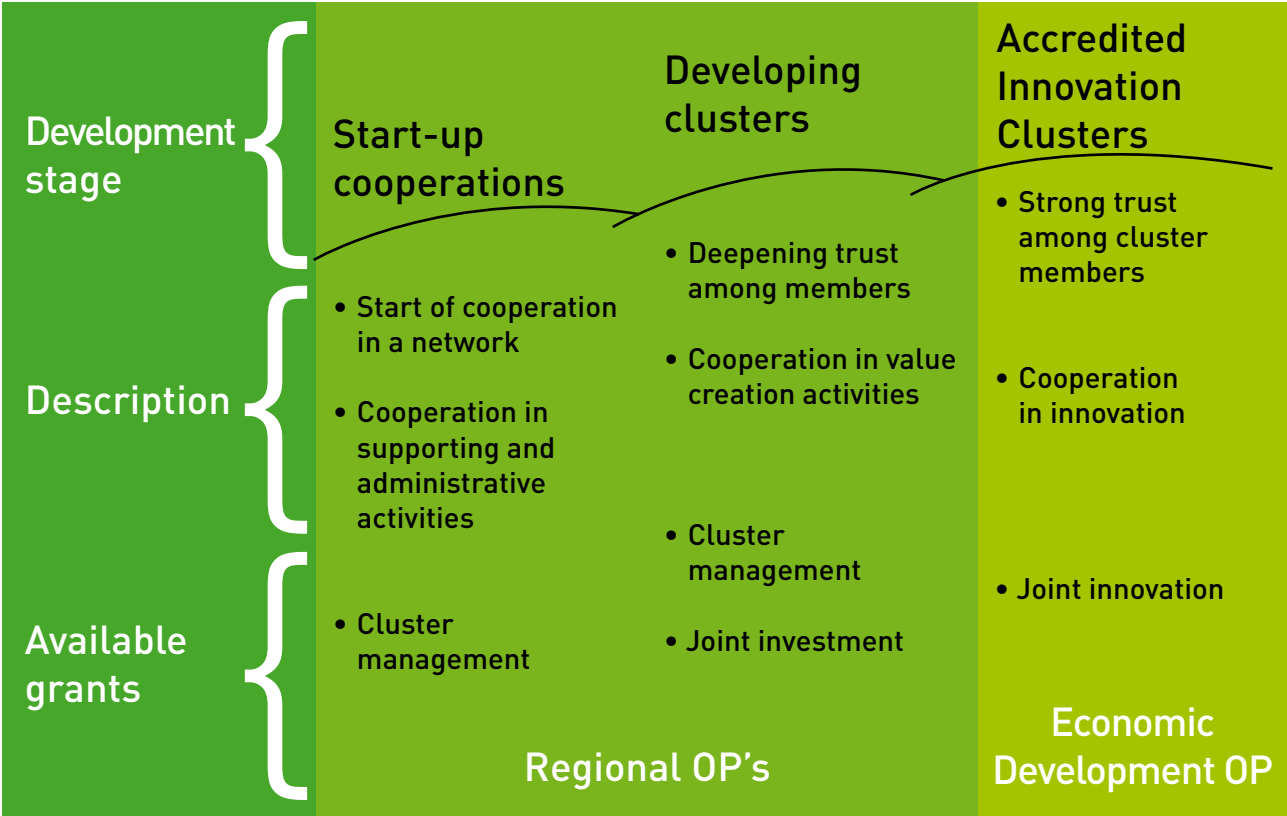 Development
stage
Start-up
cooperations
Developing
clusters
Accredited
Innovation
Clusters
Description
• Start of cooperation
in a network
• Cooperation in
supporting and
administrative
activities
• Deepening trust
among members
• Cooperation in value
creation activities
• Strong trust
among cluster
members
• Cooperation
in innovation
Available
grants
• Cluster
management
• Cluster
management
• Joint investment
• Joint innovation
Regional OP's
Economic
Development OP